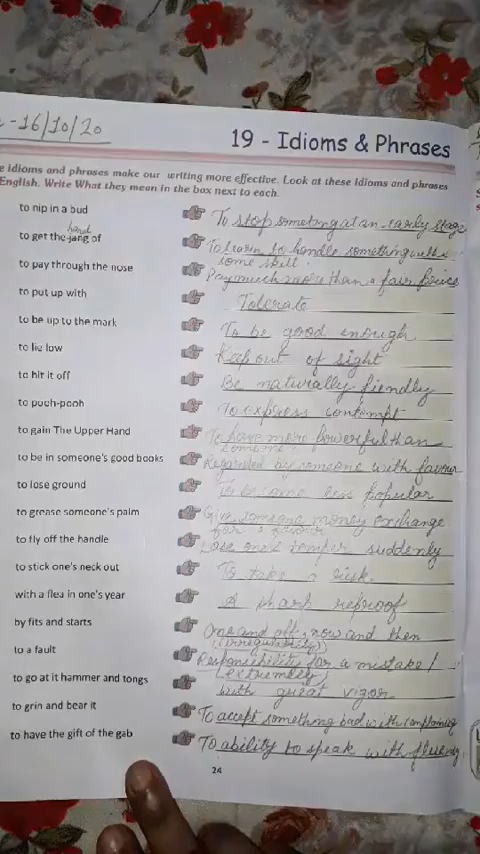 -16/10/20
19 - Idioms & Phrases
e idioms and phrases make our writing more effective. Look at these Idioms and phrases
English. Write What they mean in the box next to each.
to nip in a bud
To stop someting at an early stage
hand
to get the jang of
To learn to handle something with
some skill.
to pay through the nose
Pay much more than a fair price
to put up with
Tolerate
to be up to the mark
To be good enough
to lie low
Keep out of sight
to hit it off
Be naturally fiendly
to pooh-pooh
To express contempt
to gain The Upper Hand
To have more powerful than
someone
to be in someone's good books
Regarded by someone with favour
to lose ground
To become less popular
to grease someone's palm
Give someone money exchange
for a favour
to fly off the handle
Lose one's temper suddenly
to stick one's neck out
To take a risk
with a flea in one's year
A sharp reproof
by fits and starts
One and off, now and then
(irregularity)
to a fault
Responsibility for a mistake/
(extremely)
to go at it hammer and tongs
with great vigor
to grin and bear it
To accept something bad with complaining
to have the gift of the gab
To ability to speak with fluency
24